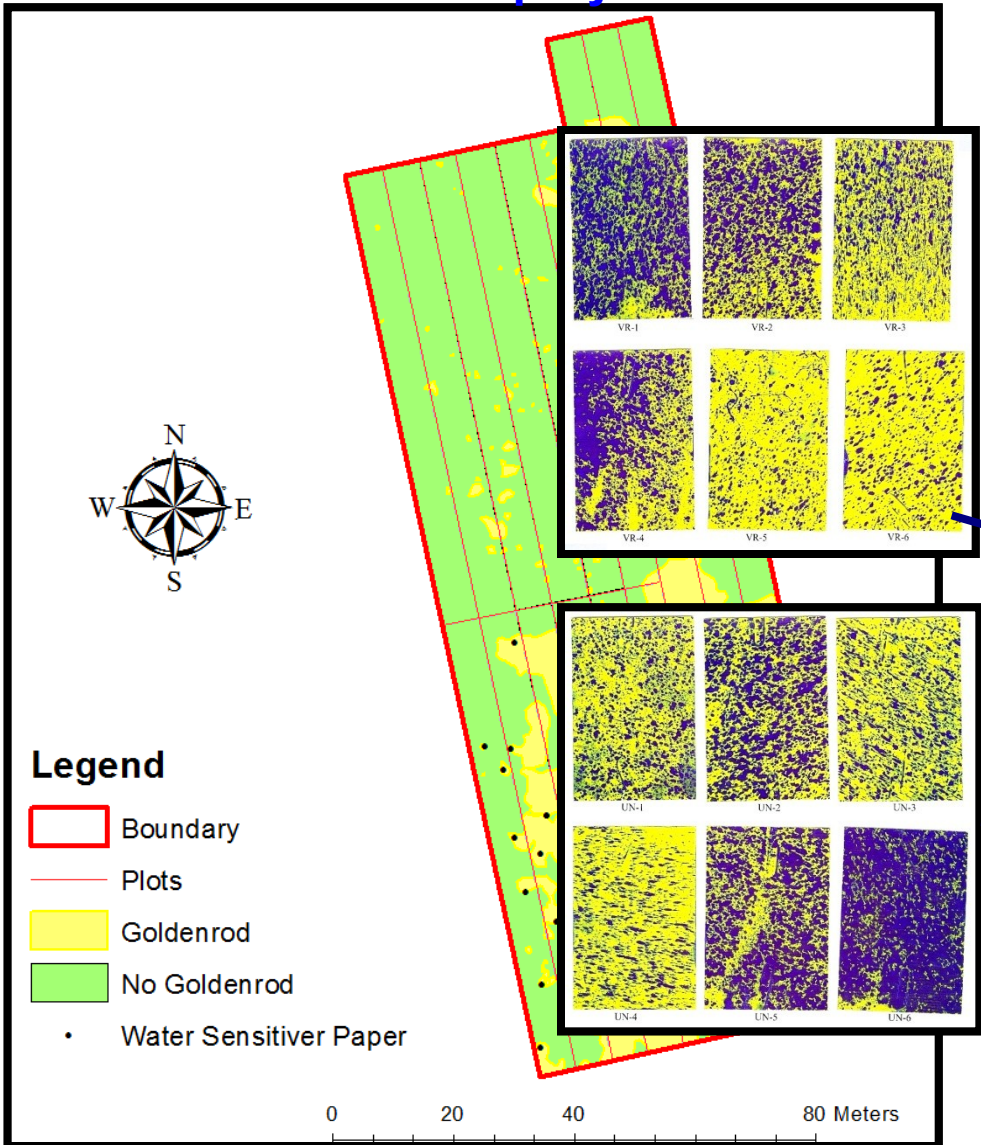 VR-1 VR-2 VR-3
VR-4 VR-5 VR-6
N
W E
S
UN-1 UN-2 UN-3
UN-4 UN-5 UN-6
Legend
Boundary
Plots
Goldenrod
No Goldenrod
Water Sensitiver Paper
0 20 40 80 Meters